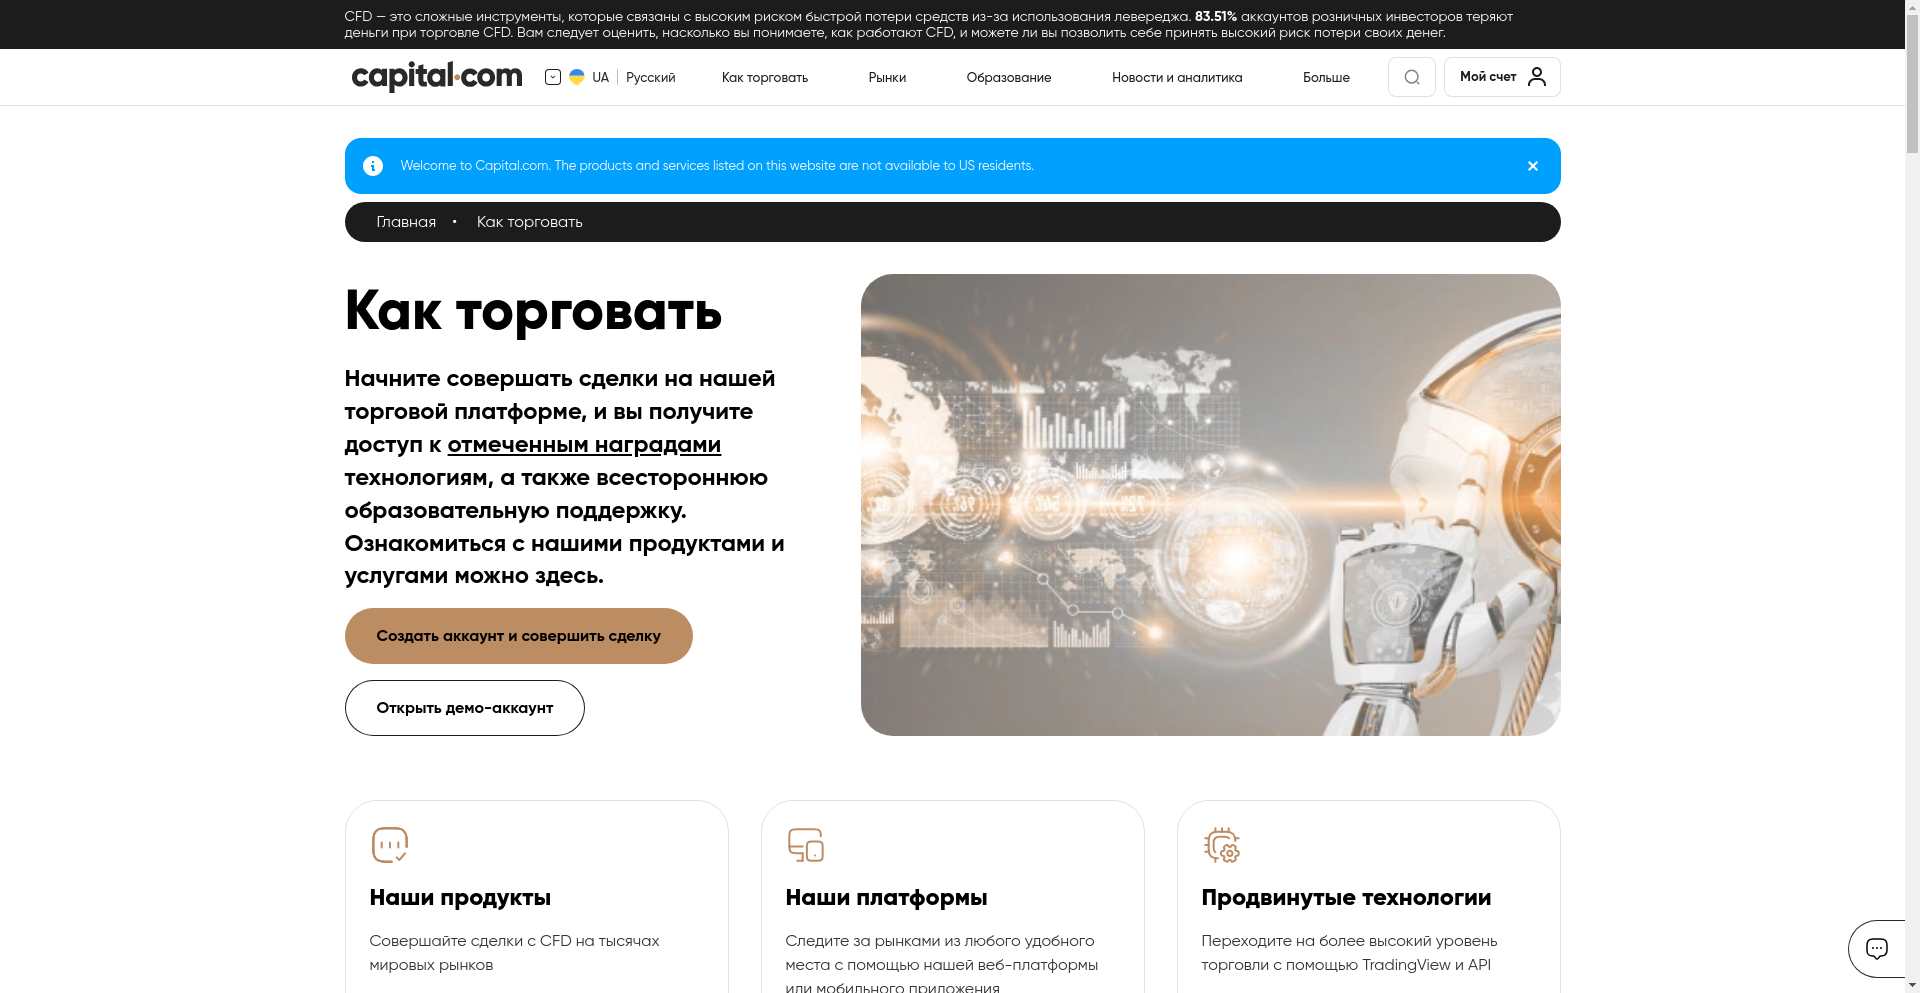 CFD — это сложные инструменты, которые связаны с высоким риском быстрой потери средств из-за использования левереджа. 83.51% аккаунтов розничных инвесторов теряют
деньги при торговле CFD. Вам следует оценить, насколько вы понимаете, как работают CFD, и можете ли вы позволить себе принять высокий риск потери своих денег.
capital.com
UA
Русский
Как торговать
Рынки
Образование
Новости и аналитика
Больше
Мой счет
Welcome to Capital.com. The products and services listed on this website are not available to US residents.
Главная • Как торговать
Как торговать
Начните совершать сделки на нашей
торговой платформе, и вы получите
доступ к отмеченным наградами
технологиям, а также всестороннюю
образовательную поддержку.
Ознакомиться с нашими продуктами и
услугами можно здесь.
Создать аккаунт и совершить сделку
Открыть демо-аккаунт
Наши продукты
Совершайте сделки с CFD на тысячах
мировых рынков
Наши платформы
Следите за рынками из любого удобного
места с помощью нашей веб-платформы
или мобильного приложения
Продвинутые технологии
Переходите на более высокий уровень
торговли с помощью TradingView и API